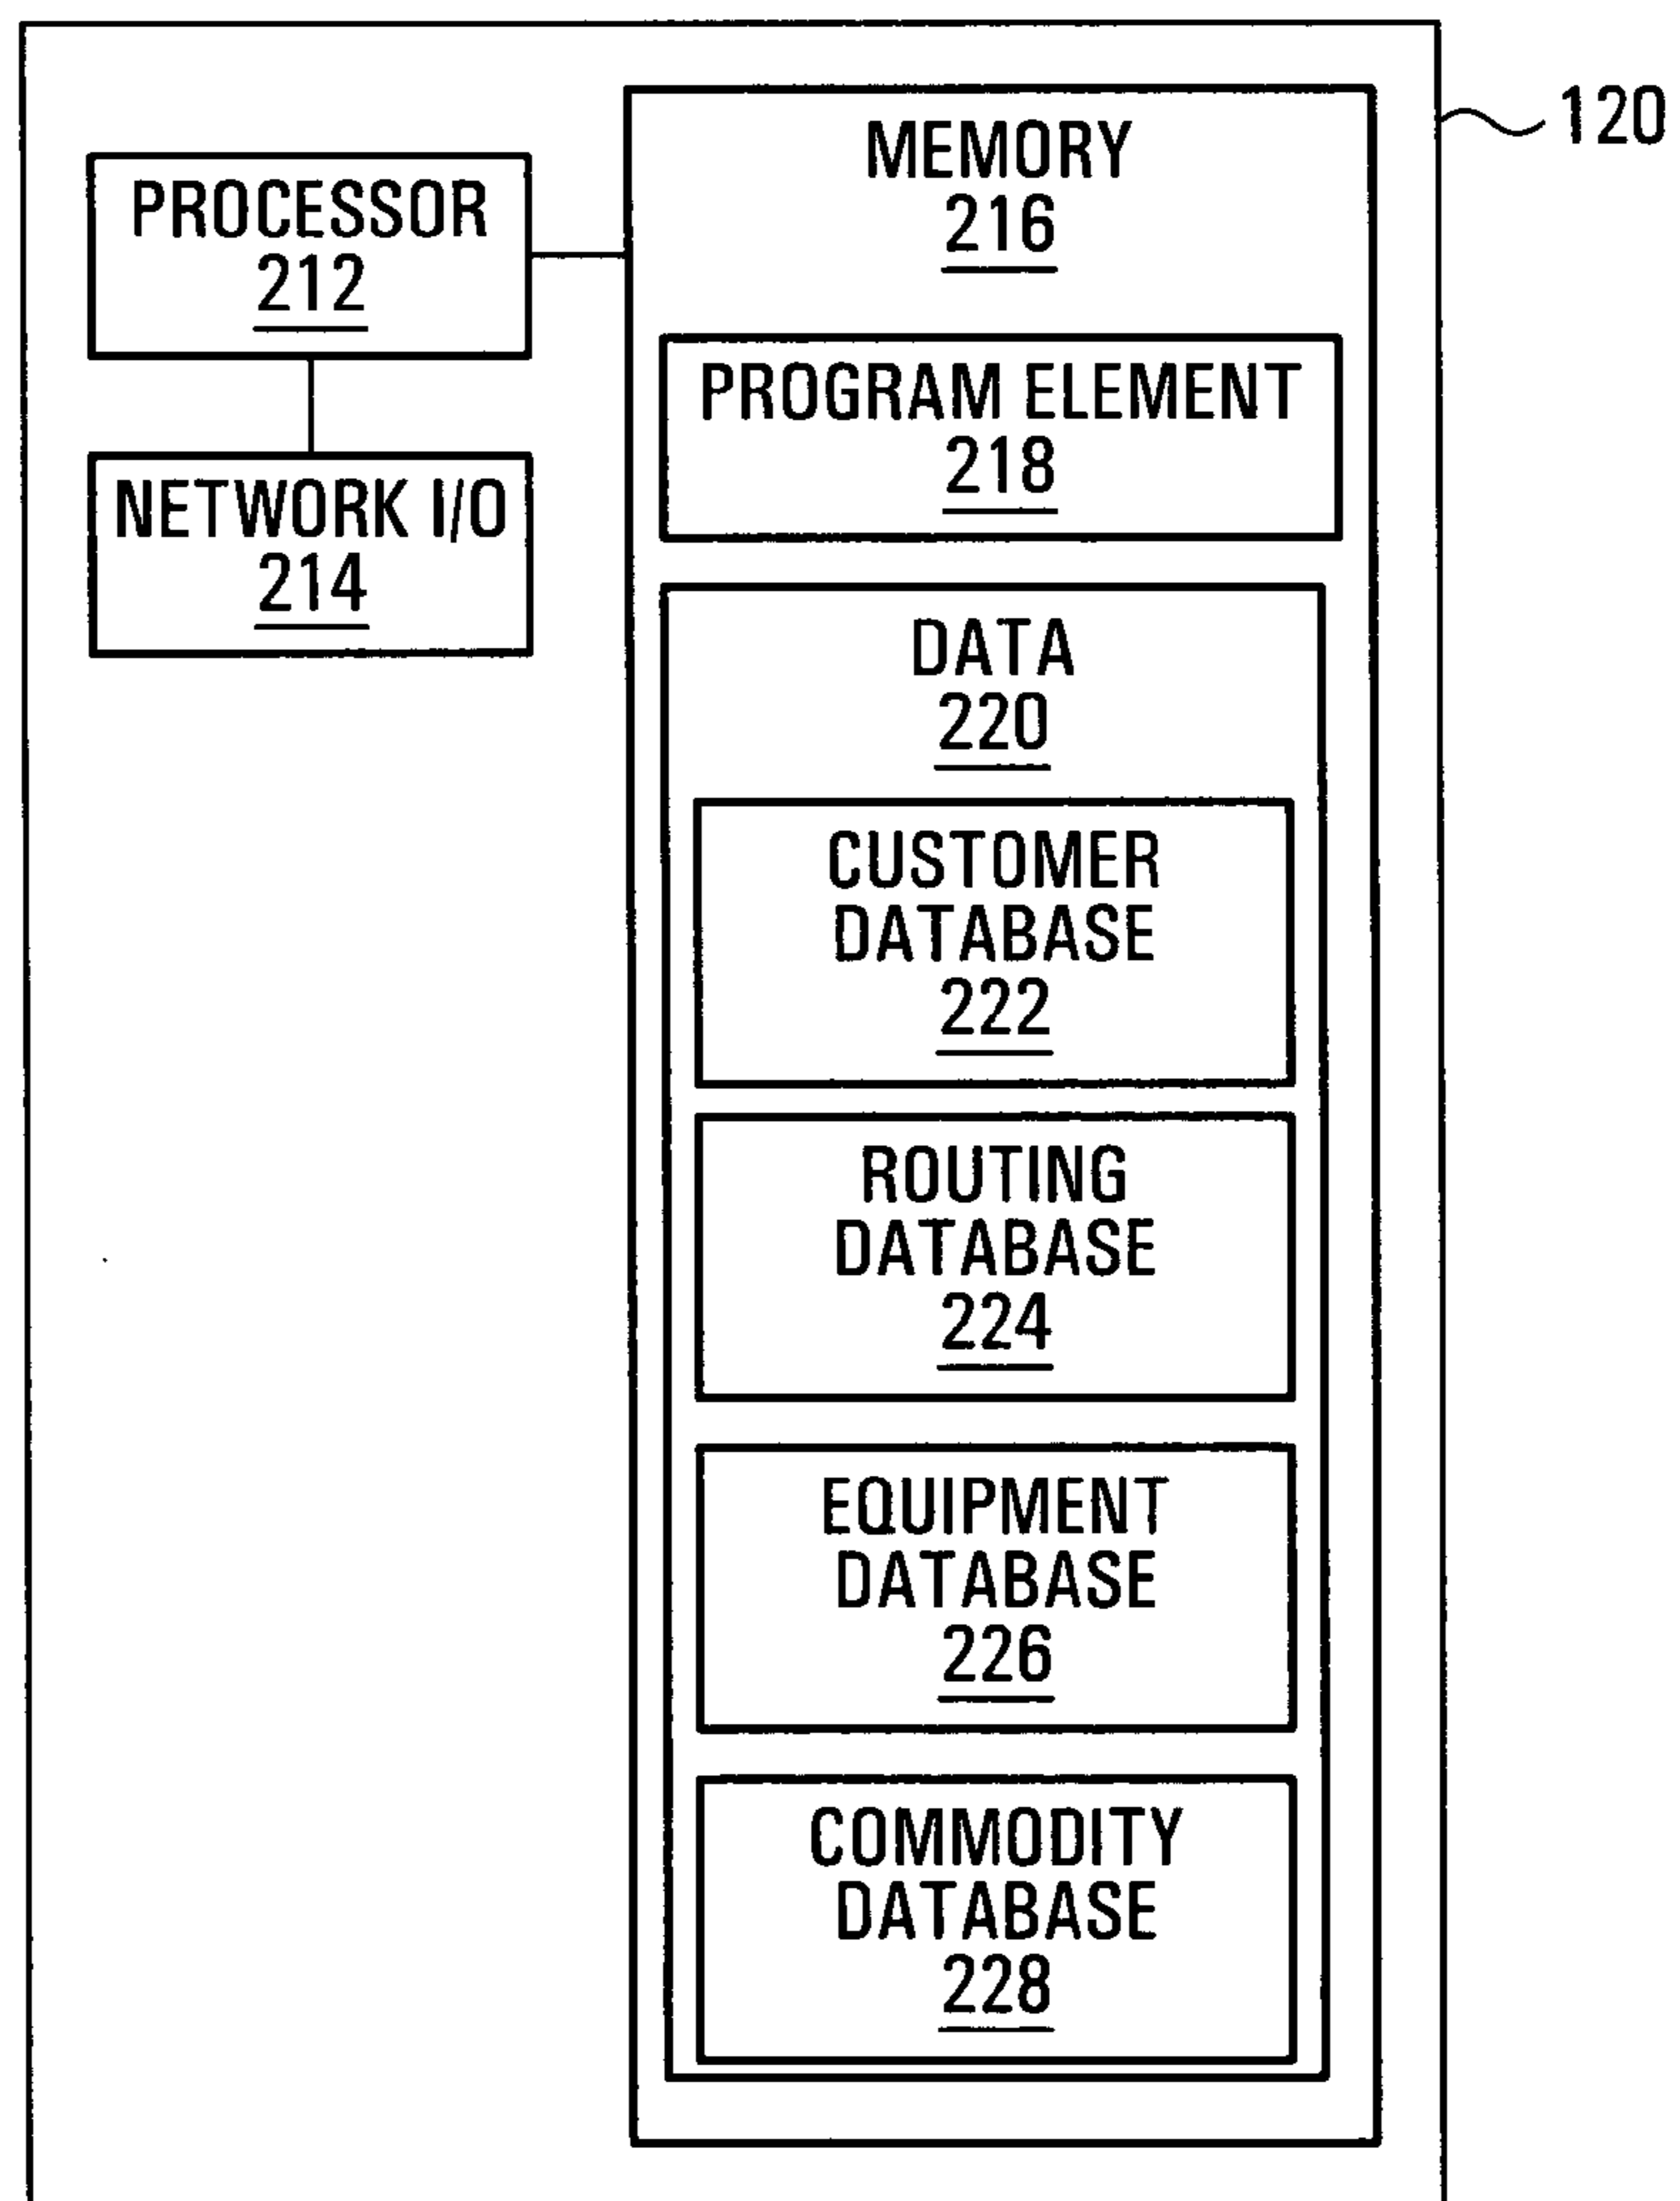 120
PROCESSOR
212
NETWORK I/O
214
MEMORY
216
PROGRAM ELEMENT
218
DATA
220
CUSTOMER
DATABASE
222
ROUTING
DATABASE
224
EQUIPMENT
DATABASE
226
COMMODITY
DATABASE
228